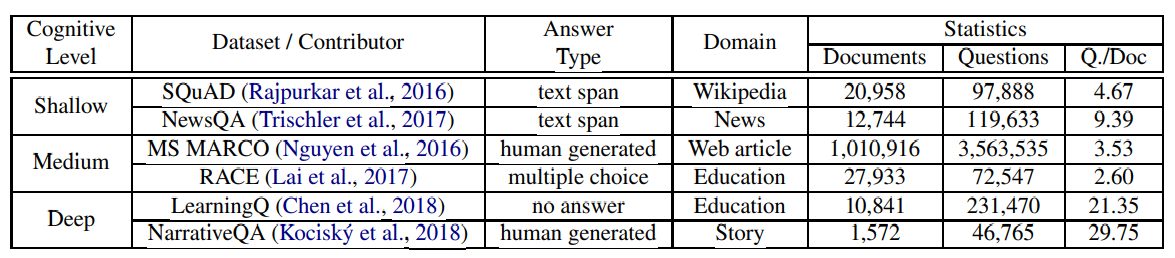 Cognitive Level Dataset / Contributor Answer Type Domain Statistics
Documents Questions Q./Doc
Shallow SQuAD (Rajpurkar et al., 2016) text span Wikipedia 20,958 97,888 4.67
NewsQA (Trischler et al., 2017) text span News 12,744 119,633 9.39
Medium MS MARCO (Nguyen et al., 2016) human generated Web article 1,010,916 3,563,535 3.53
RACE (Lai et al., 2017) multiple choice Education 27,933 72,547 2.60
Deep LearningQ (Chen et al., 2018) no answer Education 10,841 231,470 21.35
NarrativeQA (Kociský et al., 2018) human generated Story 1,572 46,765 29.75